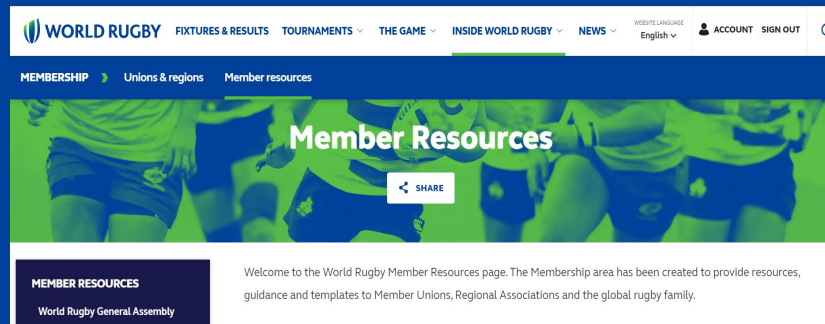 WORLD RUGBY FIXTURES & RESULTS TOURNAMENTS THE GAME INSIDE WORLD RUGBY NEWS WEBSITE LANGUAGE English ACCOUNT SIGN OUT
MEMBERSHIP Unions & regions Member resources
Member Resources
SHARE
MEMBER RESOURCES
World Rugby General Assembly
Welcome to the World Rugby Member Resources page. The Membership area has been created to provide resources,
guidance and templates to Member Unions, Regional Associations and the global rugby family.